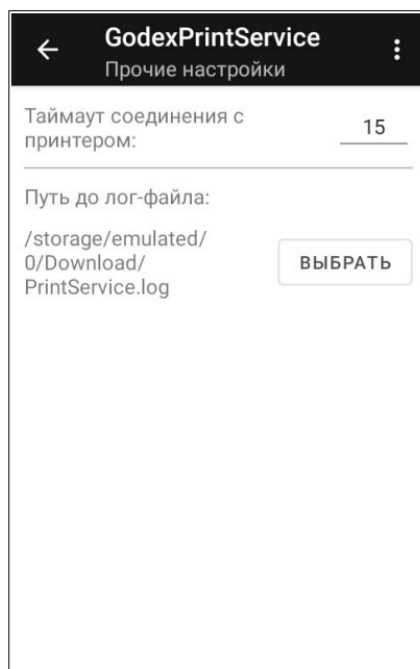 GodexPrintService
Прочие настройки
Таймаут соединения с
принтером:
15
Путь до лог-файла:
/storage/emulated/
0/Download/
PrintService.log
ВЫБРАТЬ